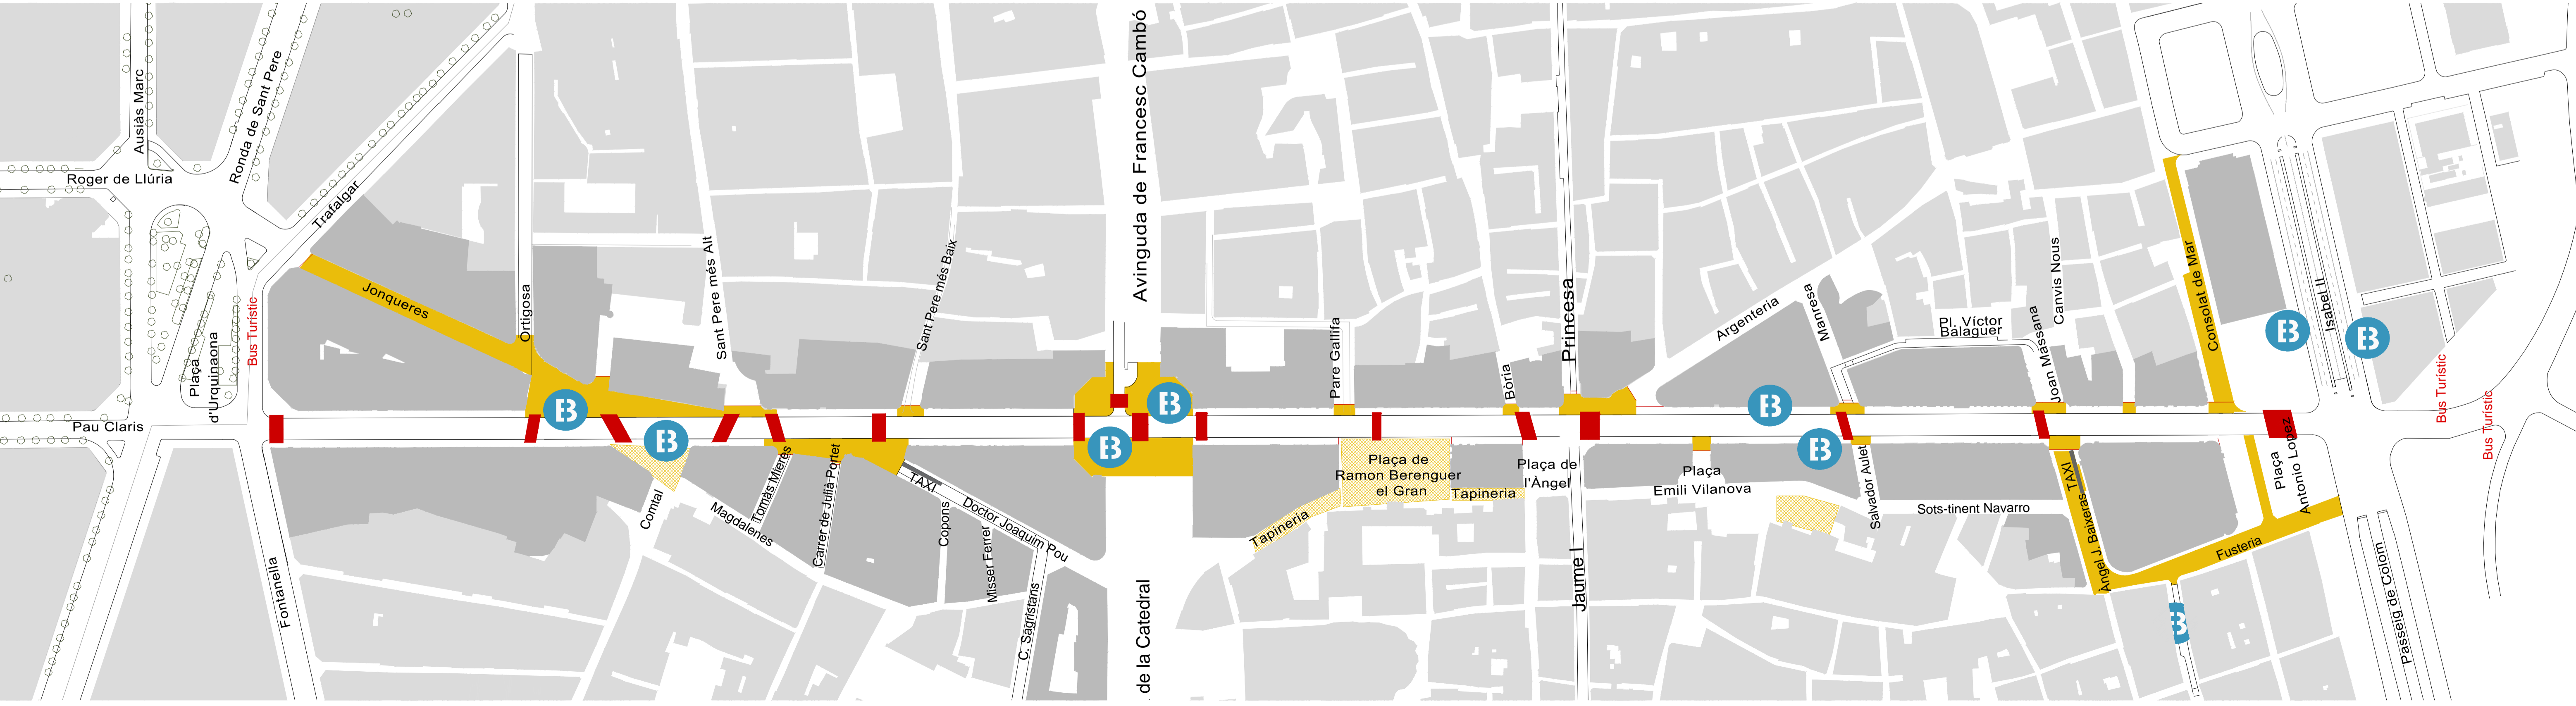 Ausiàs Marc
Ronda de Sant Pere
Roger de Llúria
Trafalgar
Plaça
d'Urquinaona
Bus Turístic
Pau Claris
Fontanella
Jonqueres
Ortigosa
Sant Pere més Alt
Sant Pere més Baix
Comtal
Magdalenes
Tomàs Mieres
Carrer de Julià Portet
TAXI
Doctor Joaquim Pou
Copons
Misser Ferrer
C. Sagristans
Avinguda de Francesc Cambó
de la Catedral
Tapineria
Pare Gallifa
Plaça de
Ramon Berenguer
el Gran
Tapineria
Bòria
Plaça de
l'Àngel
Princesa
Jaume I
Plaça
Emili Vilanova
Argenteria
Manresa
Salvador Aulet
Pl. Víctor
Balaguer
Sots-tinent Navarro
Joan Massana
Canvis Nous
TAXI
Àngel J. Baixeras
Consolat de Mar
Fusteria
Plaça
Antonio López
Isabel II
Passeig de Colom
Bus Turístic
Bus Turístic